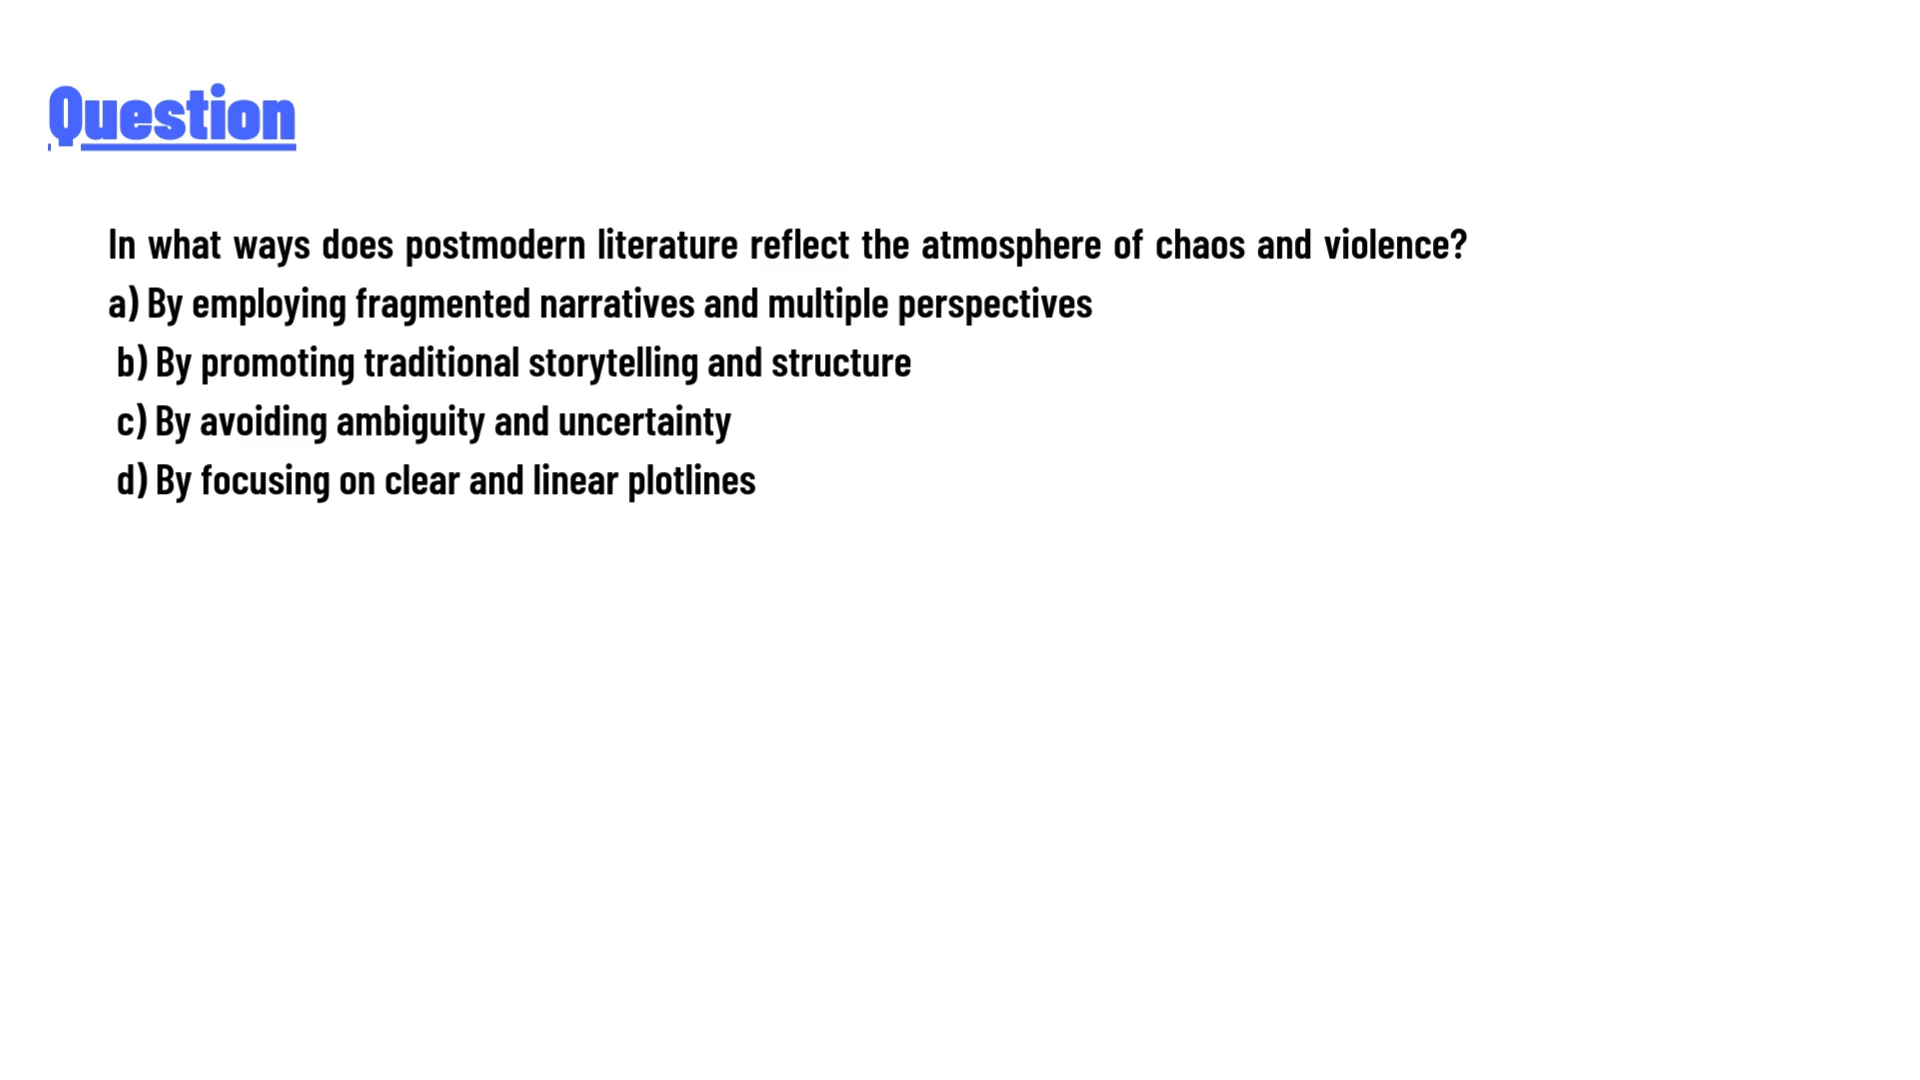 Question
In what ways does postmodern literature reflect the atmosphere of chaos and violence?
a) By employing fragmented narratives and multiple perspectives
b) By promoting traditional storytelling and structure
c) By avoiding ambiguity and uncertainty
d) By focusing on clear and linear plotlines